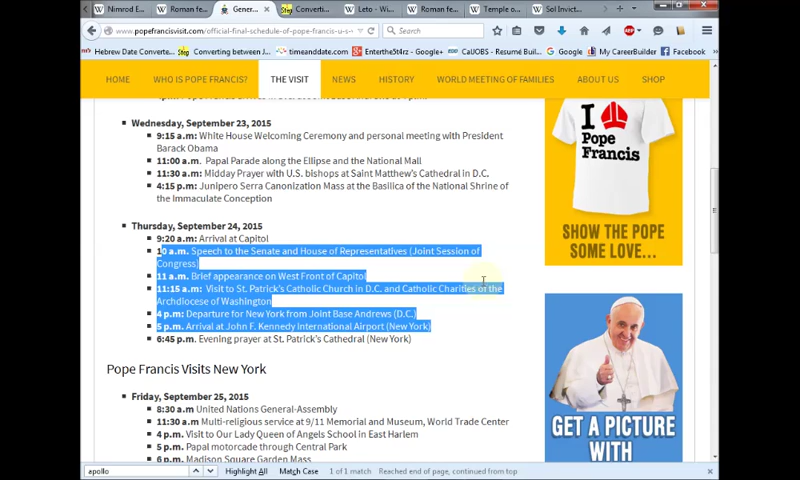 Nimrod E...
Roman fe...
Gener...
Converti...
Leto - Wi...
Roman fe...
Temple o...
Sol Invict...
www.popefrancisvisit.com/official-final-schedule-of-pope-francis-u-s-
Search
Hebrew Date Converte...
Converting between J...
timeanddate.com
Enterthe5t4rz - Google+
CalJOBS - Resumé Buil...
Google
My CareerBuilder
Facebook
HOME
WHO IS POPE FRANCIS?
THE VISIT
NEWS
HISTORY
WORLD MEETING OF FAMILIES
ABOUT US
SHOP
Wednesday, September 23, 2015
9:15 a.m: White House Welcoming Ceremony and personal meeting with President
Barack Obama
11:00 a.m. Papal Parade along the Ellipse and the National Mall
11:30 a.m: Midday Prayer with U.S. bishops at Saint Matthew's Cathedral in D.C.
4:15 p.m: Junipero Serra Canonization Mass at the Basilica of the National Shrine of
the Immaculate Conception
Thursday, September 24, 2015
9:20 a.m: Arrival at Capitol
10 a.m. Speech to the Senate and House of Representatives (Joint Session of
Congress)
11 a.m. Brief appearance on West Front of Capitol
11:15 a.m: Visit to St. Patrick's Catholic Church in D.C. and Catholic Charities of the
Archdiocese of Washington
4 p.m: Departure for New York from Joint Base Andrews (D.C.)
5 p.m. Arrival at John F. Kennedy International Airport (New York)
6:45 p.m. Evening prayer at St. Patrick's Cathedral (New York)
Pope Francis Visits New York
Friday, September 25, 2015
8:30 a.m United Nations General-Assembly
11:30 a.m Multi-religious service at 9/11 Memorial and Museum, World Trade Center
4 p.m. Visit to Our Lady Queen of Angels School in East Harlem
5 p.m. Papal motorcade through Central Park
6 p.m. Madison Square Garden Mass
I
Pope
Francis
SHOW THE POPE
SOME LOVE...
GET A PICTURE
WITH
apollo
Highlight All
Match Case
1 of 1 match
Reached end of page, continued from top